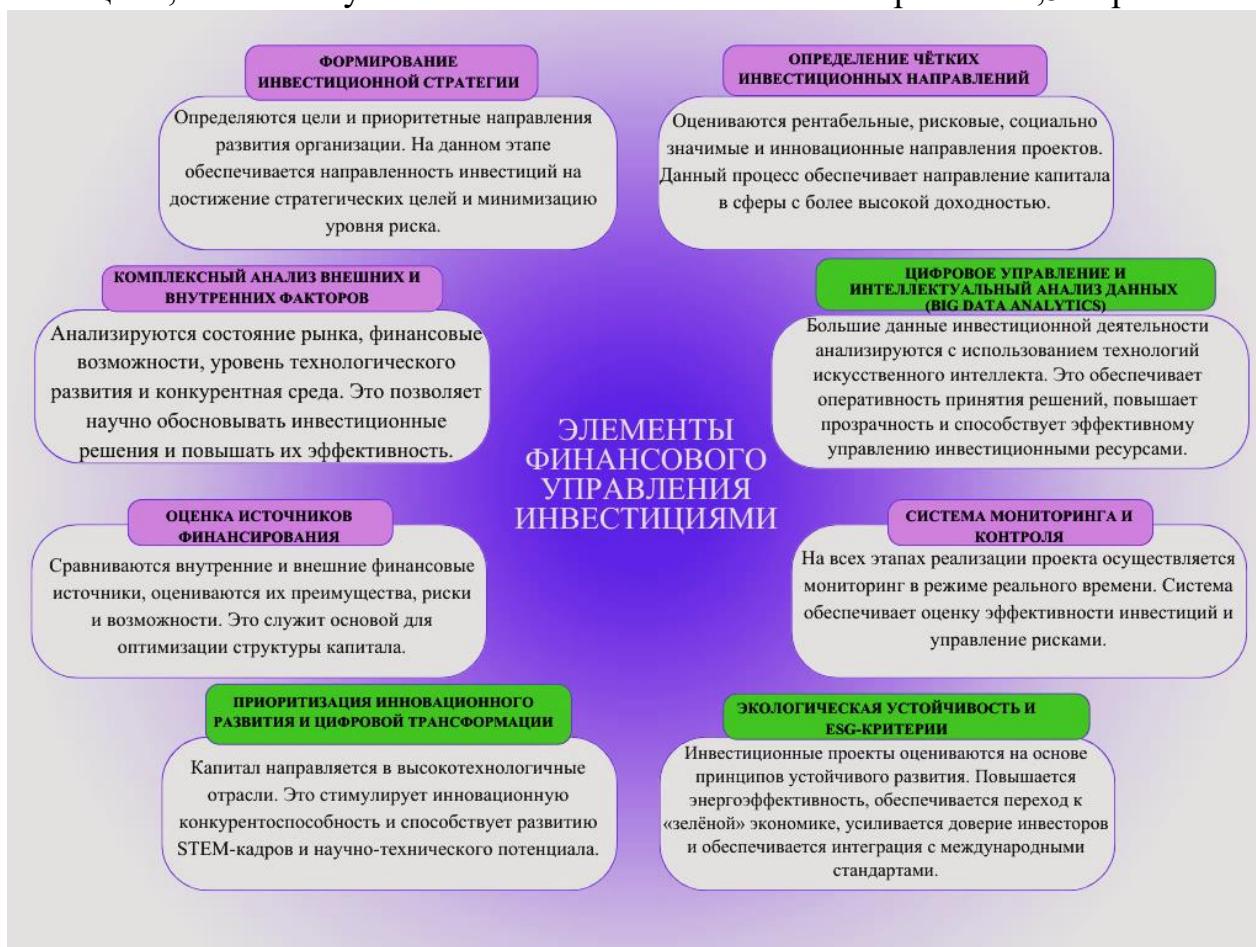 ФОРМИРОВАНИЕ
ИНВЕСТИЦИОННОЙ СТРАТЕГИИ
Определяются цели и приоритетные направления
развития организации. На данном этапе
обеспечивается направленность инвестиций на
достижение стратегических целей и минимизацию
уровня риска.
ОПРЕДЕЛЕНИЕ ЧЁТКИХ
ИНВЕСТИЦИОННЫХ НАПРАВЛЕНИЙ
Оцениваются рентабельные, рисковые, социально
значимые и инновационные направления проектов.
Данный процесс обеспечивает направление капитала
в сферы с более высокой доходностью.
КОМПЛЕКСНЫЙ АНАЛИЗ ВНЕШНИХ И
ВНУТРЕННИХ ФАКТОРОВ
Анализируются состояние рынка, финансовые
возможности, уровень технологического
развития и конкурентная среда. Это позволяет
научно обосновывать инвестиционные
решения и повышать их эффективность.
ЦИФРОВОЕ УПРАВЛЕНИЕ И
ИНТЕЛЛЕКТУАЛЬНЫЙ АНАЛИЗ ДАННЫХ
(BIG DATA ANALYTICS)
Большие данные инвестиционной деятельности
анализируются с использованием технологий
искусственного интеллекта. Это обеспечивает
оперативность принятия решений, повышает
прозрачность и способствует эффективному
управлению инвестиционными ресурсами.
ЭЛЕМЕНТЫ
ФИНАНСОВОГО
УПРАВЛЕНИЯ
ИНВЕСТИЦИЯМИ
ОЦЕНКА ИСТОЧНИКОВ
ФИНАНСИРОВАНИЯ
Сравниваются внутренние и внешние финансовые
источники, оцениваются их преимущества, риски
и возможности. Это служит основой для
оптимизации структуры капитала.
СИСТЕМА МОНИТОРИНГА И
КОНТРОЛЯ
На всех этапах реализации проекта осуществляется
мониторинг в режиме реального времени. Система
обеспечивает оценку эффективности инвестиций и
управление рисками.
ПРИОРИТИЗАЦИЯ ИННОВАЦИОННОГО
РАЗВИТИЯ И ЦИФРОВОЙ ТРАНСФОРМАЦИИ
Капитал направляется в высокотехнологичные
отрасли. Это стимулирует инновационную
конкурентоспособность и способствует развитию
STEM-кадров и научно-технического потенциала.
ЭКОЛОГИЧЕСКАЯ УСТОЙЧИВОСТЬ И
ESG-КРИТЕРИИ
Инвестиционные проекты оцениваются на основе
принципов устойчивого развития. Повышается
энергоэффективность, обеспечивается переход к
«зелёной» экономике, усиливается доверие инвесторов
и обеспечивается интеграция с международными
стандартами.